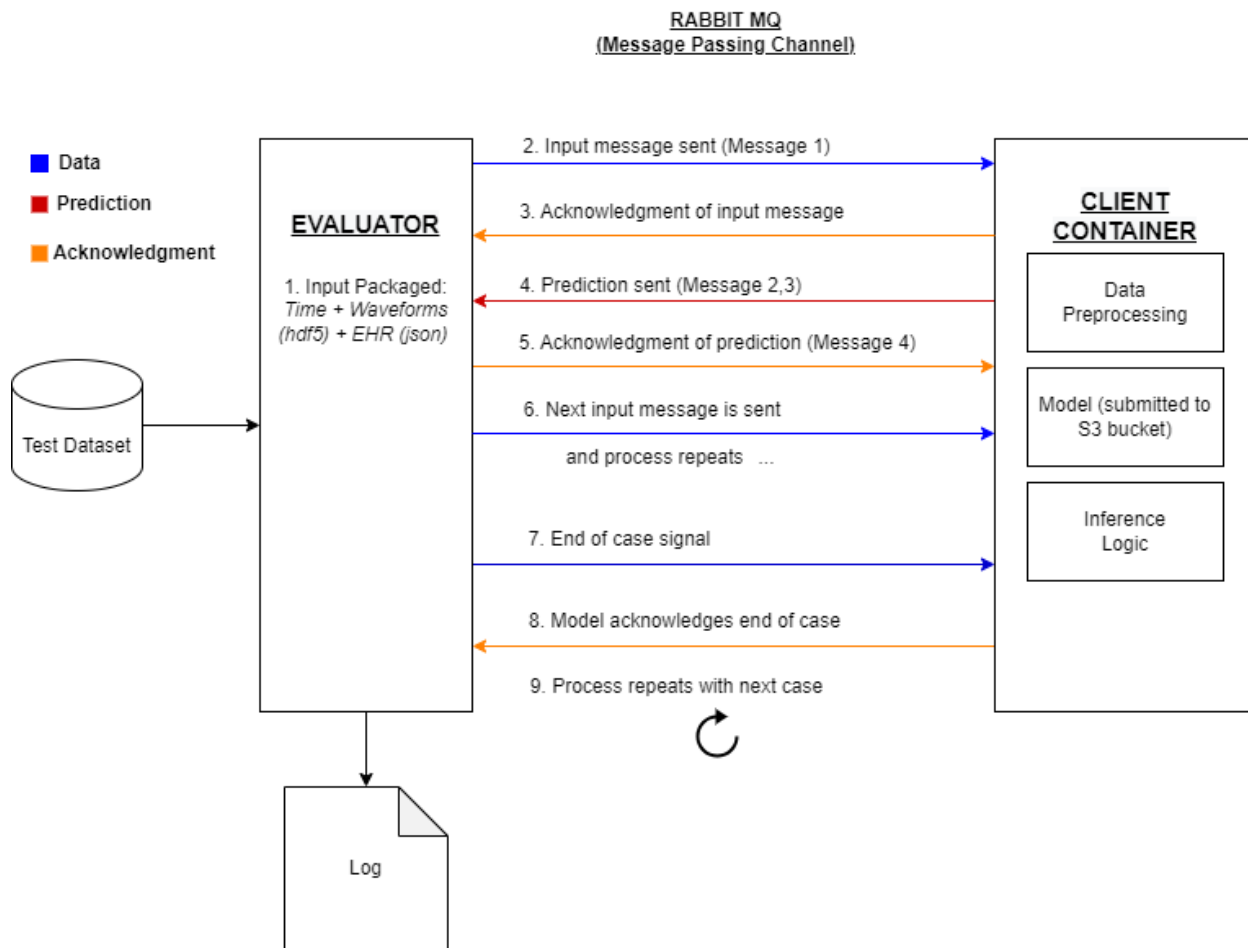 RABBIT MQ
(Message Passing Channel)
Data
Prediction
Acknowledgment
EVALUATOR
1. Input Packaged:
Time + Waveforms
(hdf5) + EHR (json)
Test Dataset
2. Input message sent (Message 1)
3. Acknowledgment of input message
4. Prediction sent (Message 2,3)
5. Acknowledgment of prediction (Message 4)
6. Next input message is sent
and process repeats ...
7. End of case signal
8. Model acknowledges end of case
9. Process repeats with next case
CLIENT
CONTAINER
Data
Preprocessing
Model (submitted to
S3 bucket)
Inference
Logic
Log